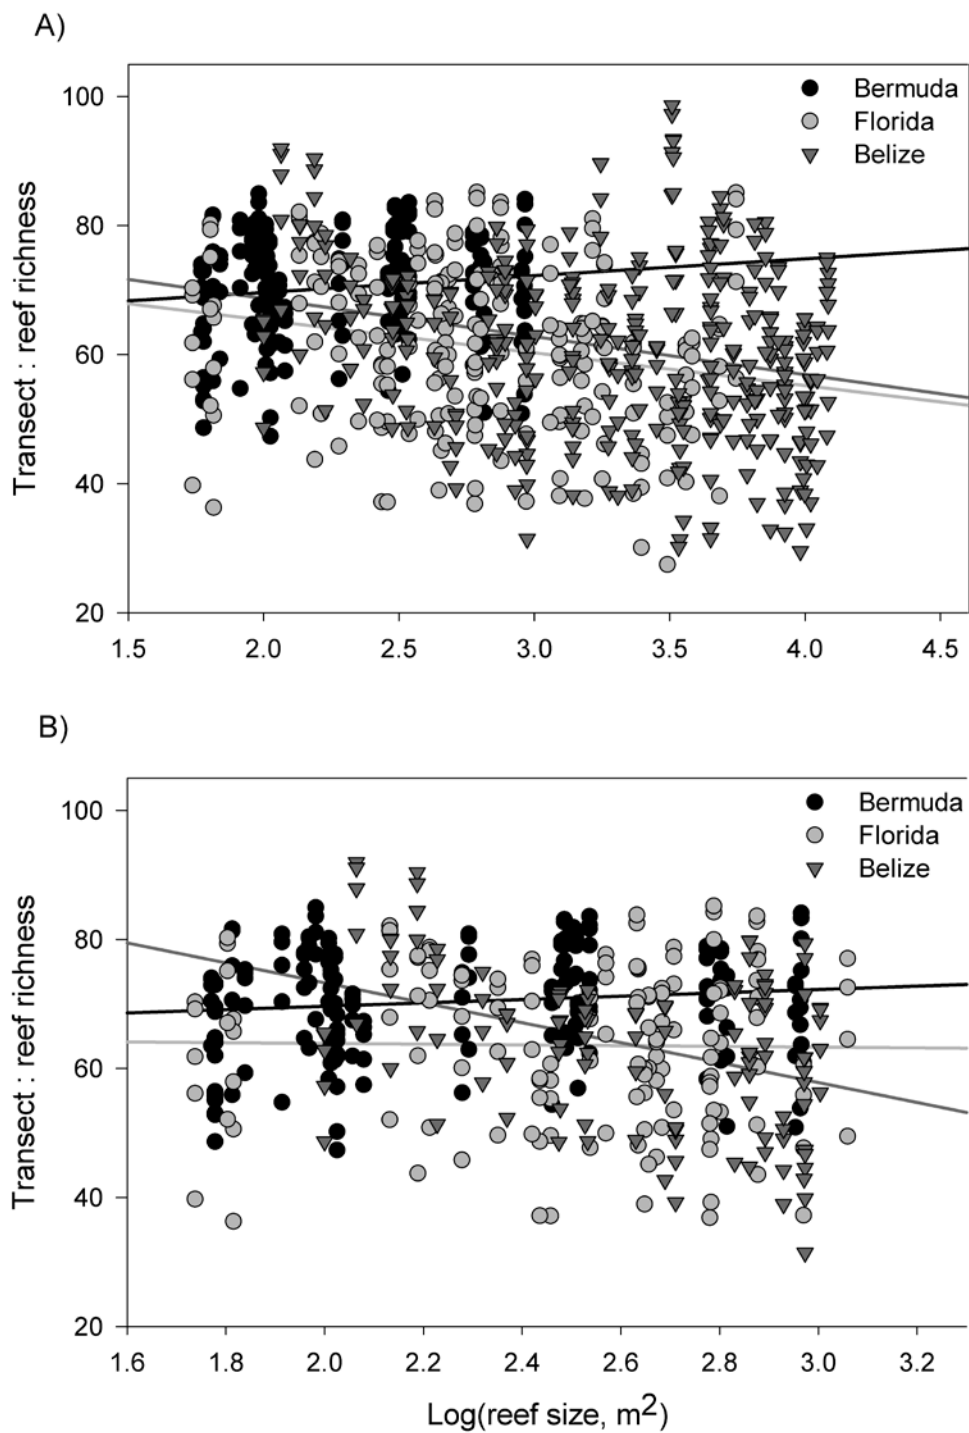 A)
100
80
60
40
20
Transect : reef richness
Bermuda
Florida
Belize
1.5 2.0 2.5 3.0 3.5 4.0 4.5
B)
100
80
60
40
20
Transect : reef richness
Bermuda
Florida
Belize
1.6 1.8 2.0 2.2 2.4 2.6 2.8 3.0 3.2
Log(reef size, m2)